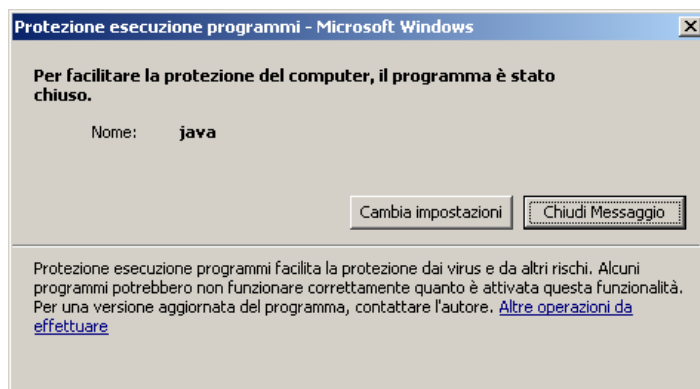 Protezione esecuzione programmi - Microsoft Windows
Per facilitare la protezione del computer, il programma è stato
chiuso.
Nome: java
Cambia impostazioni Chiudi Messaggio
Protezione esecuzione programmi facilita la protezione dai virus e da altri rischi. Alcuni
programmi potrebbero non funzionare correttamente quanto è attivata questa funzionalità.
Per una versione aggiornata del programma, contattare l'autore. Altre operazioni da
effettuare